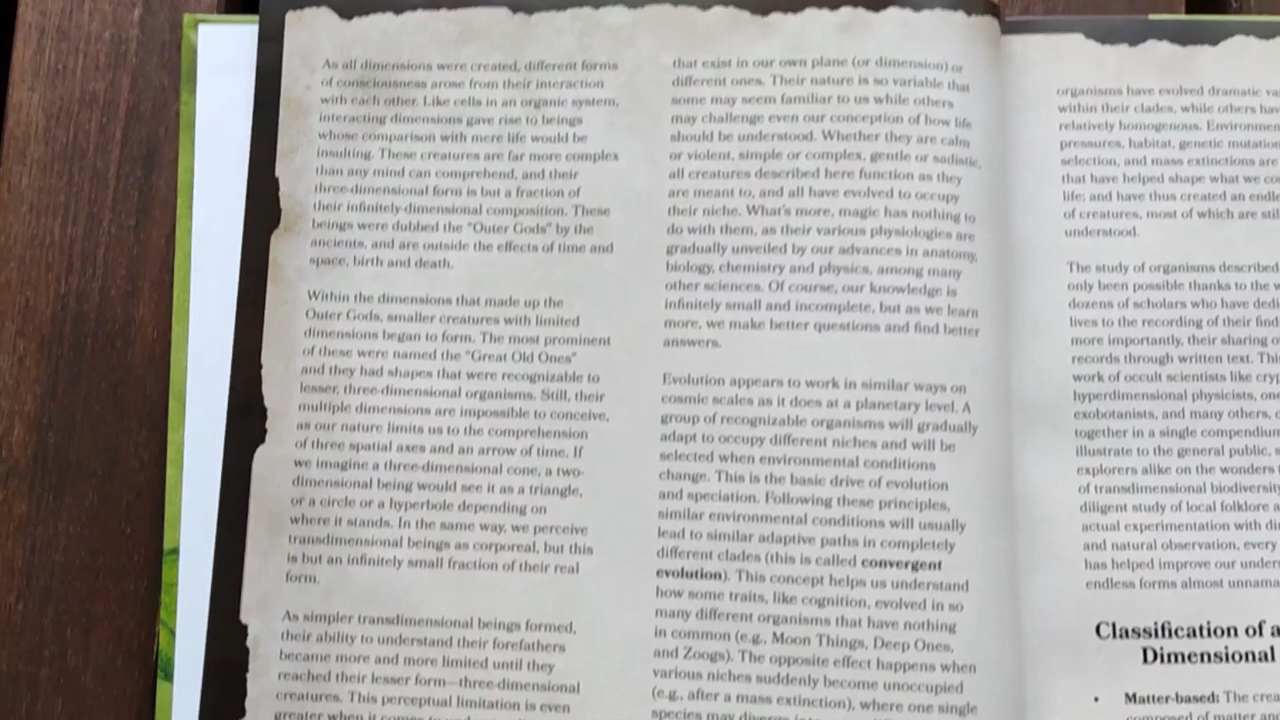 As all dimensions were created, different forms
of consciousness arose from their interaction
with each other. Like cells in an organic system,
interacting dimensions gave rise to beings
whose comparison with mere life would be
insulting. These creatures are far more complex
than any mind can comprehend, and their
three-dimensional form is but a fraction of
their infinitely-dimensional composition. These
beings were dubbed the "Outer Gods" by the
ancients, and are outside the effects of time and
space, birth and death.
Within the dimensions that made up the
Outer Gods, smaller creatures with limited
dimensions began to form. The most prominent
of these were named the "Great Old Ones"
and they had shapes that were recognizable to
lesser, three-dimensional organisms. Still, their
multiple dimensions are impossible to conceive,
as our nature limits us to the comprehension
of three spatial axes and an arrow of time. If
we imagine a three-dimensional cone, a two-
dimensional being would see it as a triangle,
or a circle or a hyperbole depending on
where it stands. In the same way, we perceive
transdimensional beings as corporeal, but this
is but an infinitely small fraction of their real
form.
As simpler transdimensional beings formed,
their ability to understand their forefathers
became more and more limited until they
reached their lesser form—three-dimensional
creatures. This perceptual limitation is even
greater when it comes to
that exist in our own plane (or dimension) or
different ones. Their nature is so variable that
some may seem familiar to us while others
may challenge even our conception of how life
should be understood. Whether they are calm
or violent, simple or complex, gentle or sadistic,
all creatures described here function as they
are meant to, and all have evolved to occupy
their niche. What's more, magic has nothing to
do with them, as their various physiologies are
gradually unveiled by our advances in anatomy,
biology, chemistry and physics, among many
other sciences. Of course, our knowledge is
infinitely small and incomplete, but as we learn
more, we make better questions and find better
answers.
Evolution appears to work in similar ways on
cosmic scales as it does at a planetary level. A
group of recognizable organisms will gradually
adapt to occupy different niches and will be
selected when environmental conditions
change. This is the basic drive of evolution
and speciation. Following these principles,
similar environmental conditions will usually
lead to similar adaptive paths in completely
different clades (this is called convergent
evolution). This concept helps us understand
how some traits, like cognition, evolved in so
many different organisms that have nothing
in common (e.g., Moon Things, Deep Ones,
and Zoogs). The opposite effect happens when
various niches suddenly become unoccupied
(e.g., after a mass extinction), where one single
species may
organisms have evolved dramatic
within their clades, while others
relatively homogenous.
pressures, habitat, genetic
selection, and mass extinctions are
that have helped shape what we
life; and have thus created an
of creatures, most of which are
understood.
The study of organisms described
only been possible thanks to the
dozens of scholars who have
lives to the recording of their
more importantly, their sharing
records through written text.
work of occult scientists like
hyperdimensional physicists,
exobotanists, and many others,
together in a single
illustrate to the general public,
explorers alike on the wonders
of transdimensional biodiversity
diligent study of local folklore
actual experimentation with
and natural observation, every
has helped improve our
endless forms almost
Classification of
Dimensional
• Matter-based: The
composed of matter